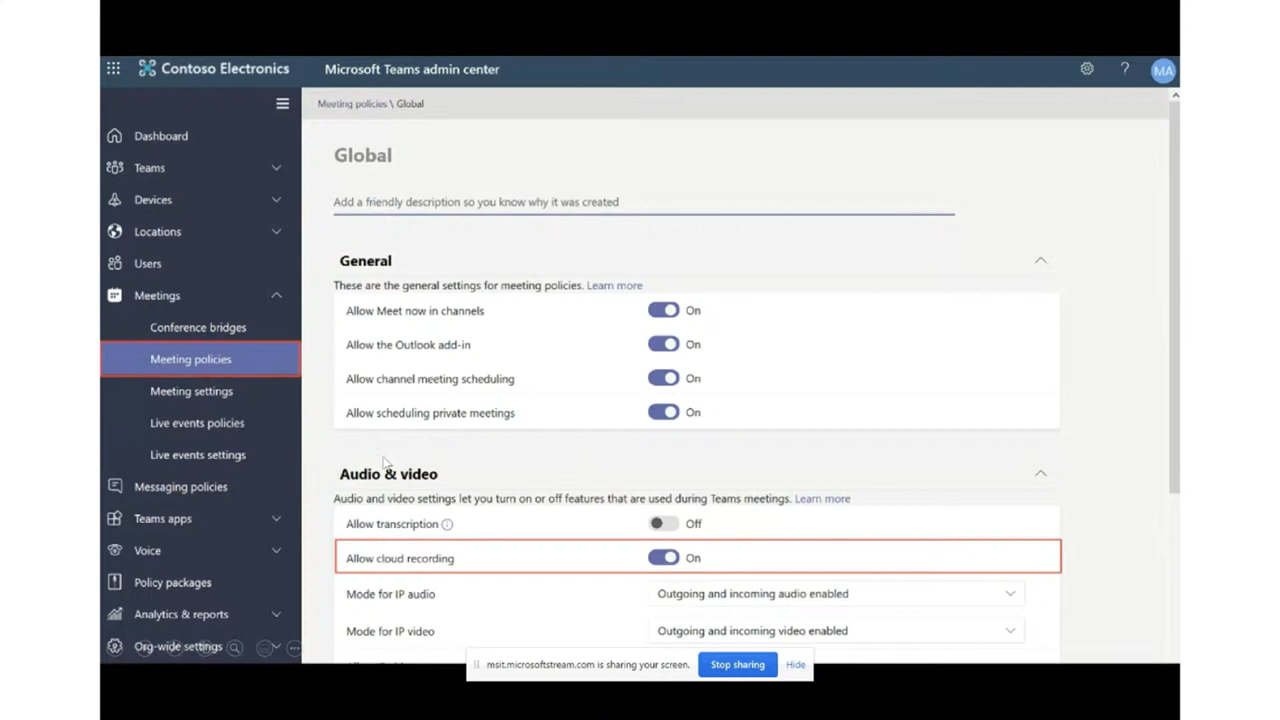 Contoso Electronics
Microsoft Teams admin center
?
MA
Dashboard
Teams
Devices
Locations
Users
Meetings
Conference bridges
Meeting policies
Meeting settings
Live events policies
Live events settings
Messaging policies
Teams apps
Voice
Policy packages
Analytics & reports
Org-wide settings
Meeting policies \ Global
Global
Add a friendly description so you know why it was created
General
These are the general settings for meeting policies. Learn more
Allow Meet now in channels On
Allow the Outlook add-in On
Allow channel meeting scheduling On
Allow scheduling private meetings On
Audio & video
Audio and video settings let you turn on or off features that are used during Teams meetings. Learn more
Allow transcription Off
Allow cloud recording On
Mode for IP audio Outgoing and incoming audio enabled
Mode for IP video Outgoing and incoming video enabled
msit.microsoftstream.com is sharing your screen. Stop sharing Hide